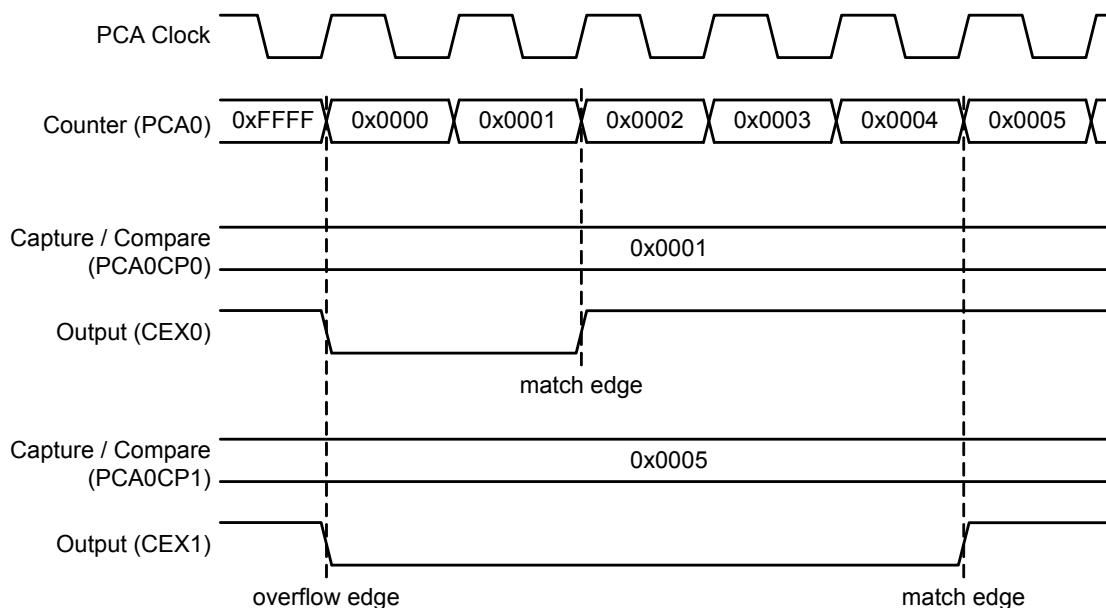 PCA Clock
Counter (PCA0)
0xFFFF 0x0000 0x0001 0x0002 0x0003 0x0004 0x0005
Capture / Compare
(PCA0CP0)
0x0001
Output (CEX0)
match edge
Capture / Compare
(PCA0CP1)
0x0005
Output (CEX1)
overflow edge
match edge